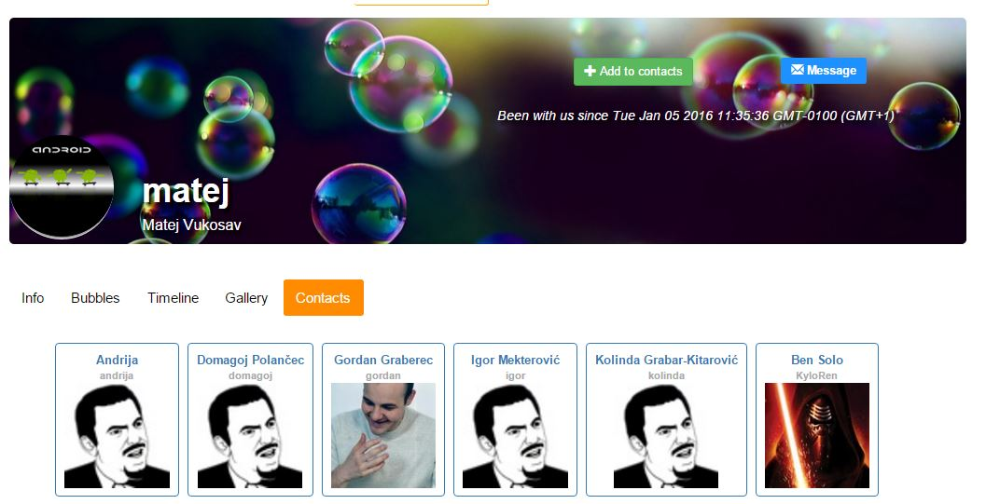 Add to contacts
Message
Been with us since Tue Jan 05 2016 11:35:36 GMT-0100 (GMT+1)
ANDROID
matej
Matej Vukosav
Info Bubbles Timeline Gallery Contacts
Andrija Domagoj Polančec Gordan Graberec Igor Mekterović Kolinda Grabar-Kitarović Ben Solo
andrija domagoj gordan igor kolinda KyloRen